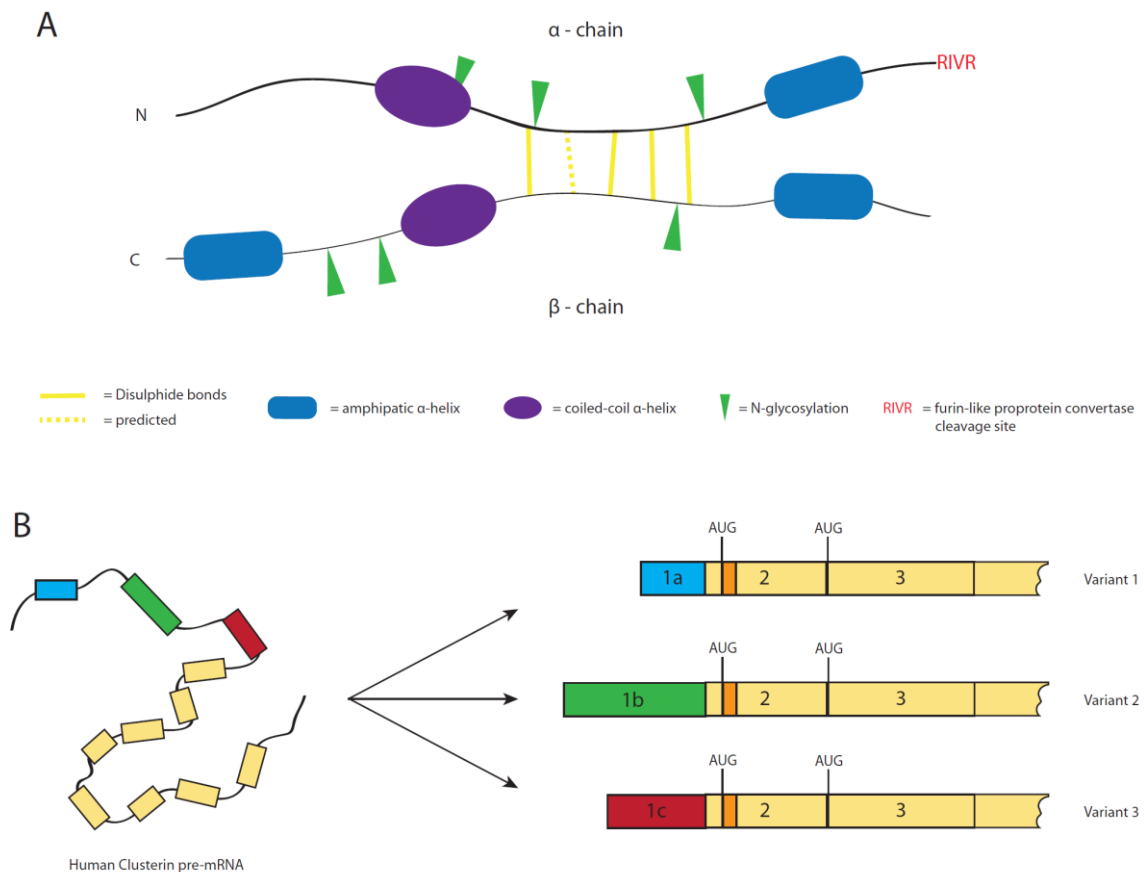 A
α - chain
RIVR
N
C
β - chain
= Disulphide bonds
= predicted
= amphipatic α-helix
= coiled-coil α-helix
= N-glycosylation
RIVR = furin-like proprotein convertase
cleavage site
B
AUG AUG
1a 2 3 Variant 1
AUG AUG
1b 2 3 Variant 2
AUG AUG
1c 2 3 Variant 3
Human Clusterin pre-mRNA